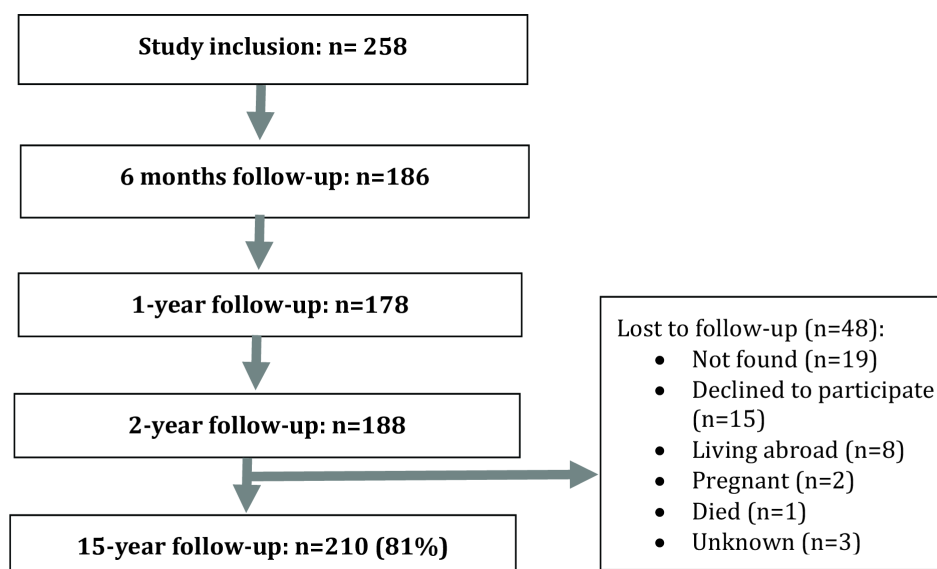 Study inclusion: n= 258
6 months follow-up: n=186
1-year follow-up: n=178
2-year follow-up: n=188
15-year follow-up: n=210 (81%)
Lost to follow-up (n=48):
• Not found (n=19)
• Declined to participate
(n=15)
• Living abroad (n=8)
• Pregnant (n=2)
• Died (n=1)
• Unknown (n=3)